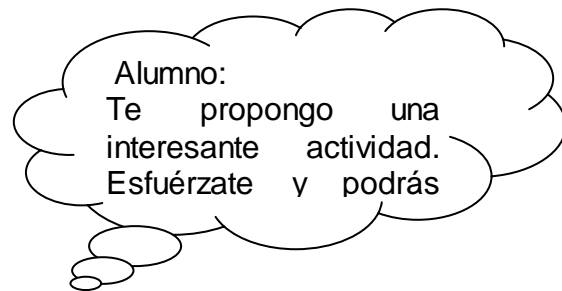 Alumno:
Te propongo una
interesante actividad.
Esfuérzate y podrás